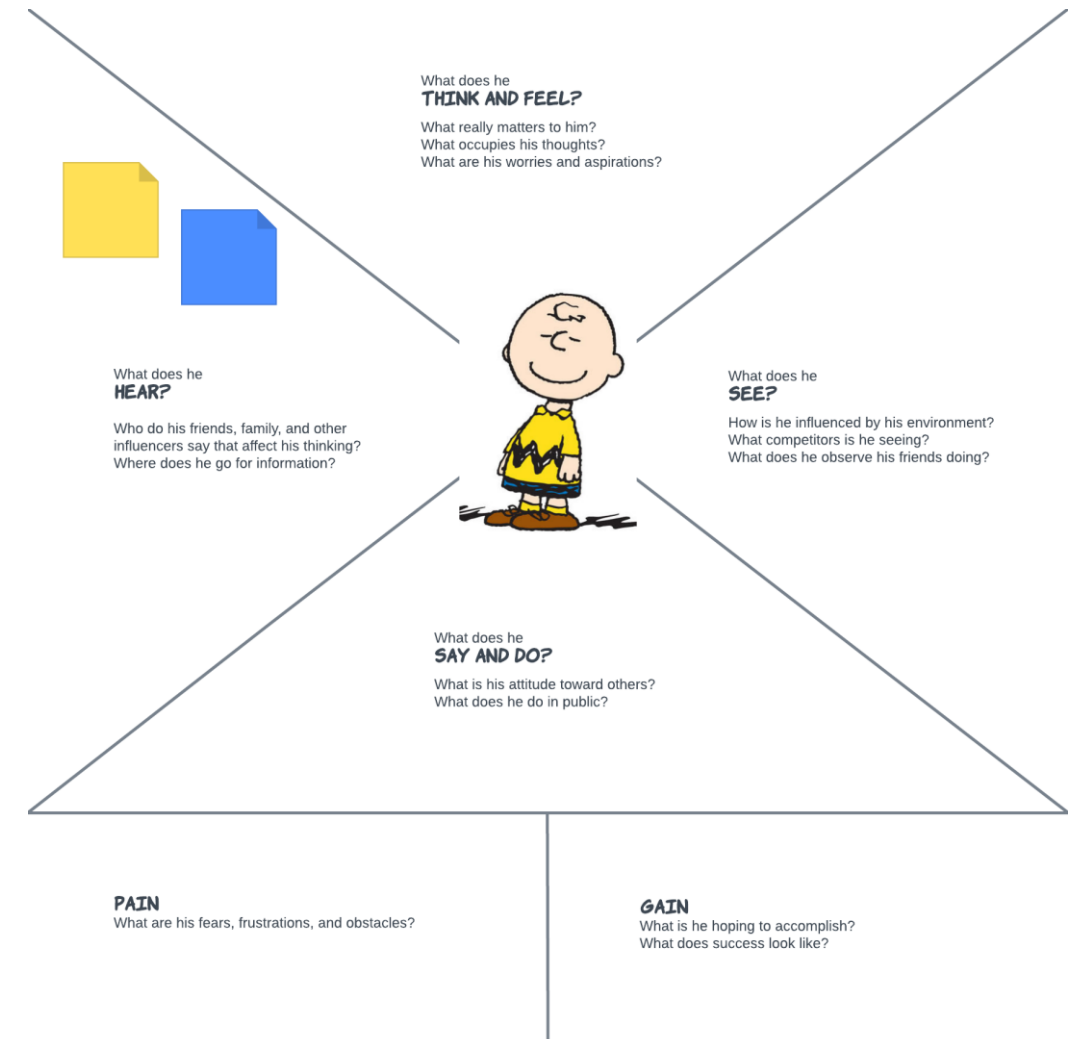 What does he
THINK AND FEEL?
What really matters to him?
What occupies his thoughts?
What are his worries and aspirations?
What does he
HEAR?
Who do his friends, family, and other
influencers say that affect his thinking?
Where does he go for information?
What does he
SEE?
How is he influenced by his environment?
What competitors is he seeing?
What does he observe his friends doing?
What does he
SAY AND DO?
What is his attitude toward others?
What does he do in public?
PAIN
What are his fears, frustrations, and obstacles?
GAIN
What is he hoping to accomplish?
What does success look like?